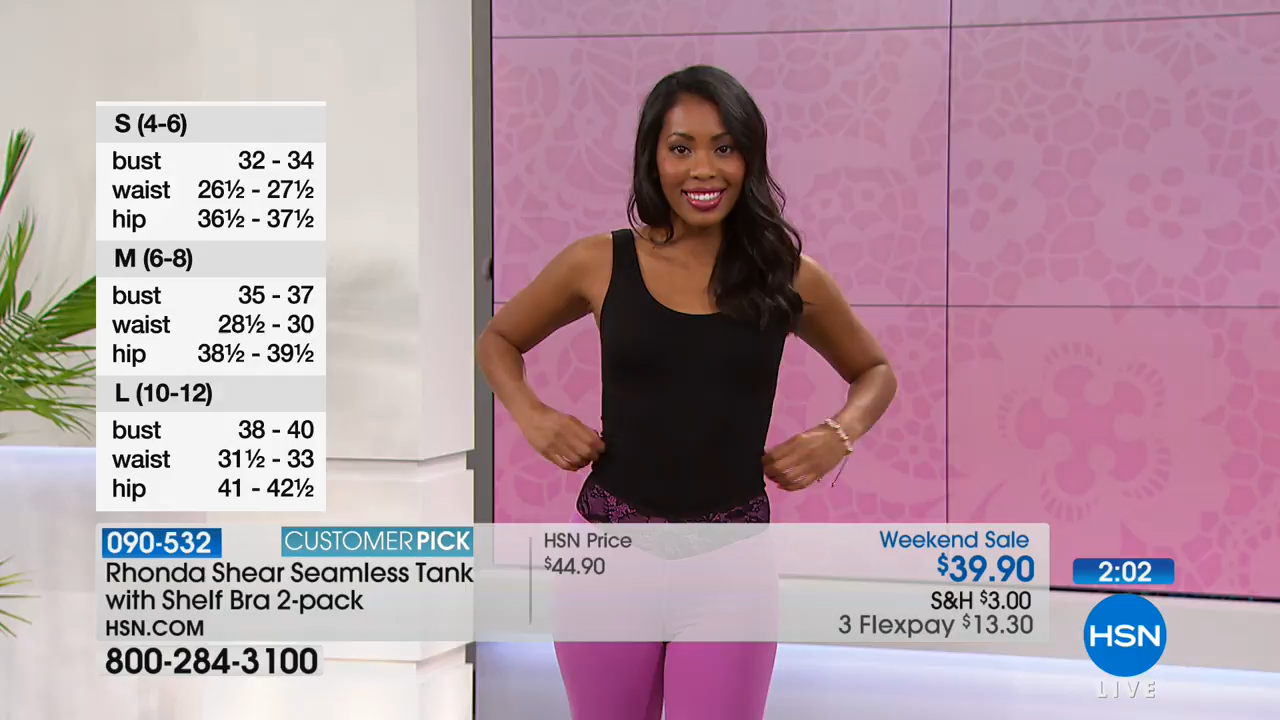 S (4-6)
bust 32 - 34
waist 26½ - 27½
hip 36½ - 37½
M (6-8)
bust 35 - 37
waist 28½ - 30
hip 38½ - 39½
L (10-12)
bust 38 - 40
waist 31½ - 33
hip 41 - 42½
090-532 CUSTOMER PICK
Rhonda Shear Seamless Tank
with Shelf Bra 2-pack
HSN.COM
800-284-3100
HSN Price
$44.90
Weekend Sale
$39.90
S&H $3.00
3 Flexpay $13.30
2:02
HSN
LIVE